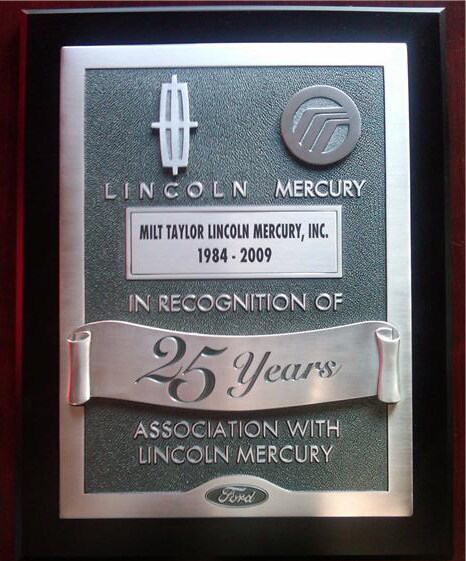 LINCOLN MERCURY
MILT TAYLOR LINCOLN MERCURY, INC.
1984 - 2009
IN RECOGNITION OF
25 Years
ASSOCIATION WITH
LINCOLN MERCURY
Ford